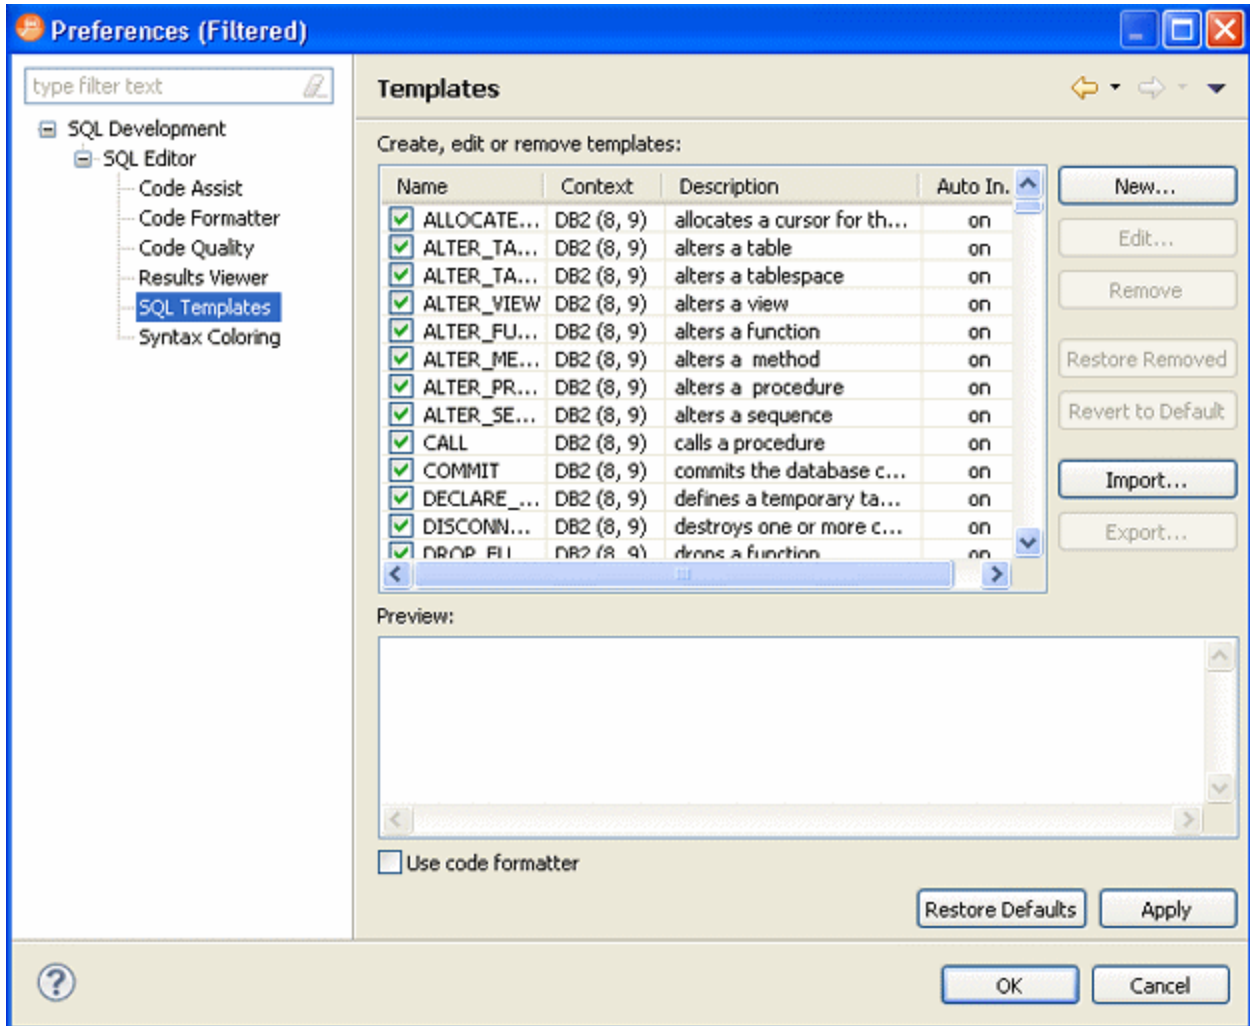 Preferences (Filtered)
type filter text
SQL Development
SQL Editor
Code Assist
Code Formatter
Code Quality
Results Viewer
SQL Templates
Syntax Coloring
Templates
Create, edit or remove templates:
Name Context Description Auto In.
ALLOCATE... DB2 (8, 9) allocates a cursor for th... on
ALTER_TA... DB2 (8, 9) alters a table on
ALTER_TA... DB2 (8, 9) alters a tablespace on
ALTER_VIEW DB2 (8, 9) alters a view on
ALTER_FU... DB2 (8, 9) alters a function on
ALTER_ME... DB2 (8, 9) alters a method on
ALTER_PR... DB2 (8, 9) alters a procedure on
ALTER_SE... DB2 (8, 9) alters a sequence on
CALL DB2 (8, 9) calls a procedure on
COMMIT DB2 (8, 9) commits the database c... on
DECLARE_... DB2 (8, 9) defines a temporary ta... on
DISCONN... DB2 (8, 9) destroys one or more c... on
DROP_FU... DB2 (8, 9) drops a function on
New...
Edit...
Remove
Restore Removed
Revert to Default
Import...
Export...
Preview:
Use code formatter
Restore Defaults Apply
OK Cancel